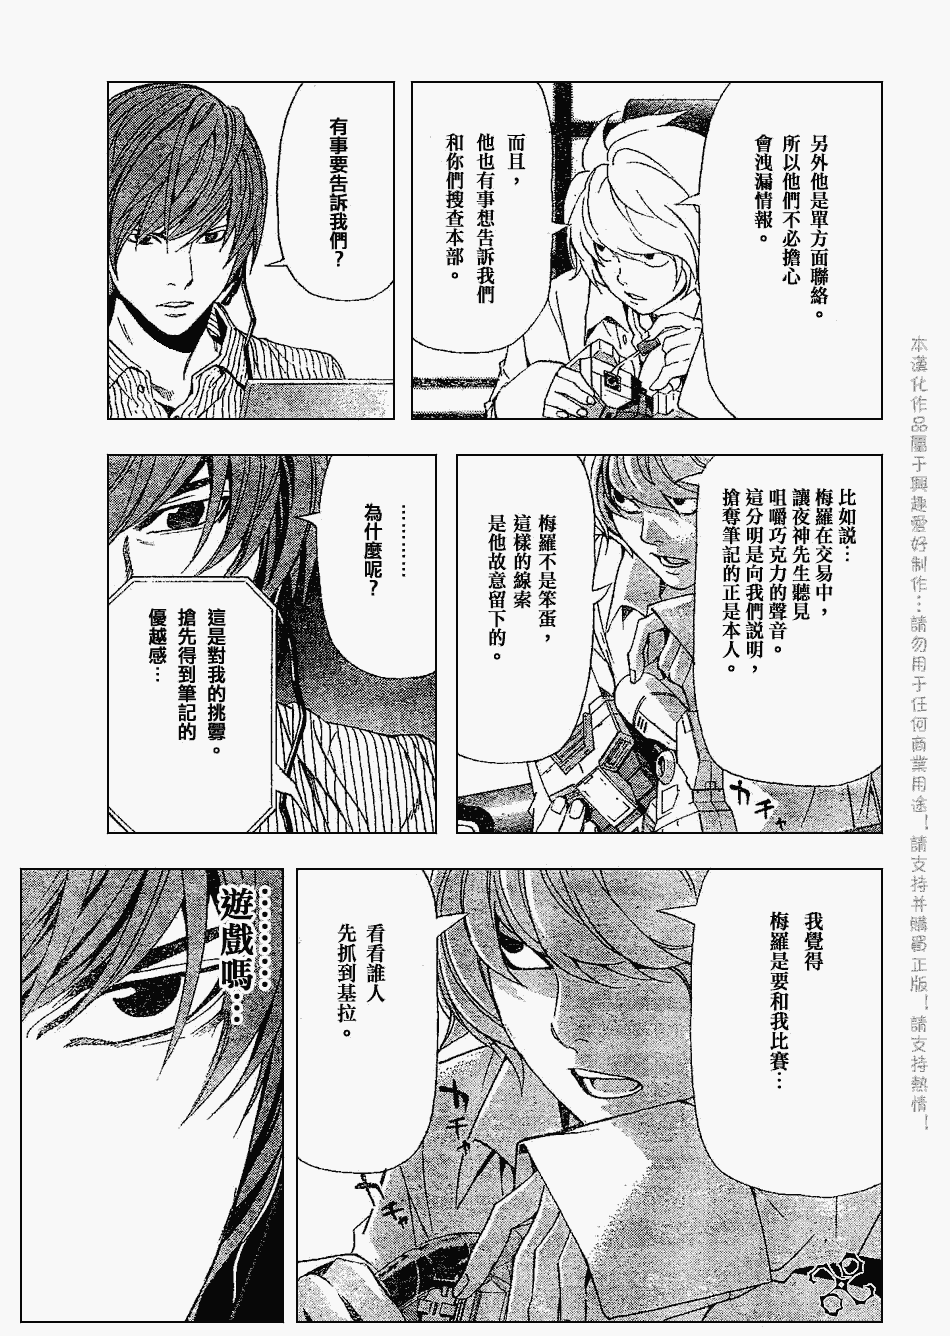 另外他是單方面聯絡。
所以他們不必擔心
會洩漏情報。
而且，
他也有事想告訴我們
和你們搜查本部。
有事要告訴我們？
比如說…
梅羅在交易中，
讓夜神先生聽見
咀嚼巧克力的聲音。
這分明是向我們說明，
搶奪筆記的正是本人。
梅羅不是笨蛋，
這樣的線索
是他故意留下的。
カチャ
…………
為什麼呢？
這是對我的挑釁。
搶先得到筆記的
優越感…
我覺得
梅羅是要和我比賽…
看看誰人
先抓到基拉。
カチャ
カチャ
…………
遊戲嗎…
本漢化作品屬于興趣愛好制作…請勿用于任何商業用途！請支持并購買正版！請支持熱情！